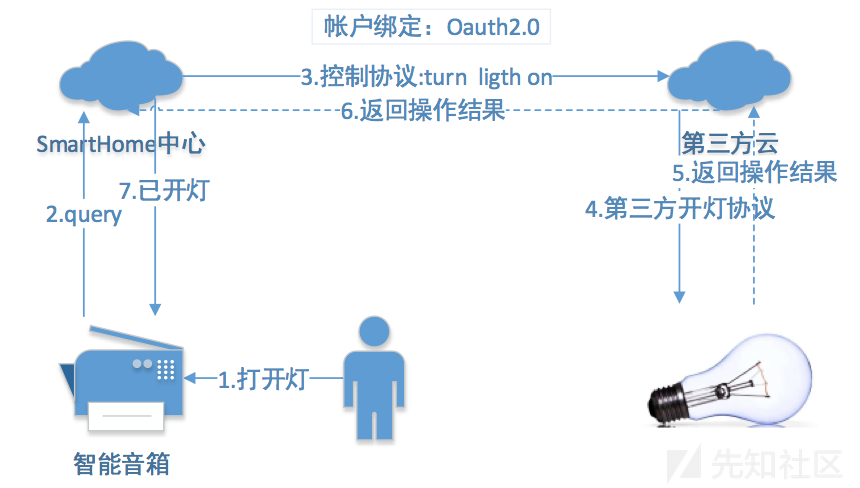 帐户绑定：Oauth2.0
3.控制协议:turn ligth on
6.返回操作结果
SmartHome中心
第三方云
5.返回操作结果
7.已开灯
2.query
4.第三方开灯协议
1.打开灯
智能音箱
先知社区